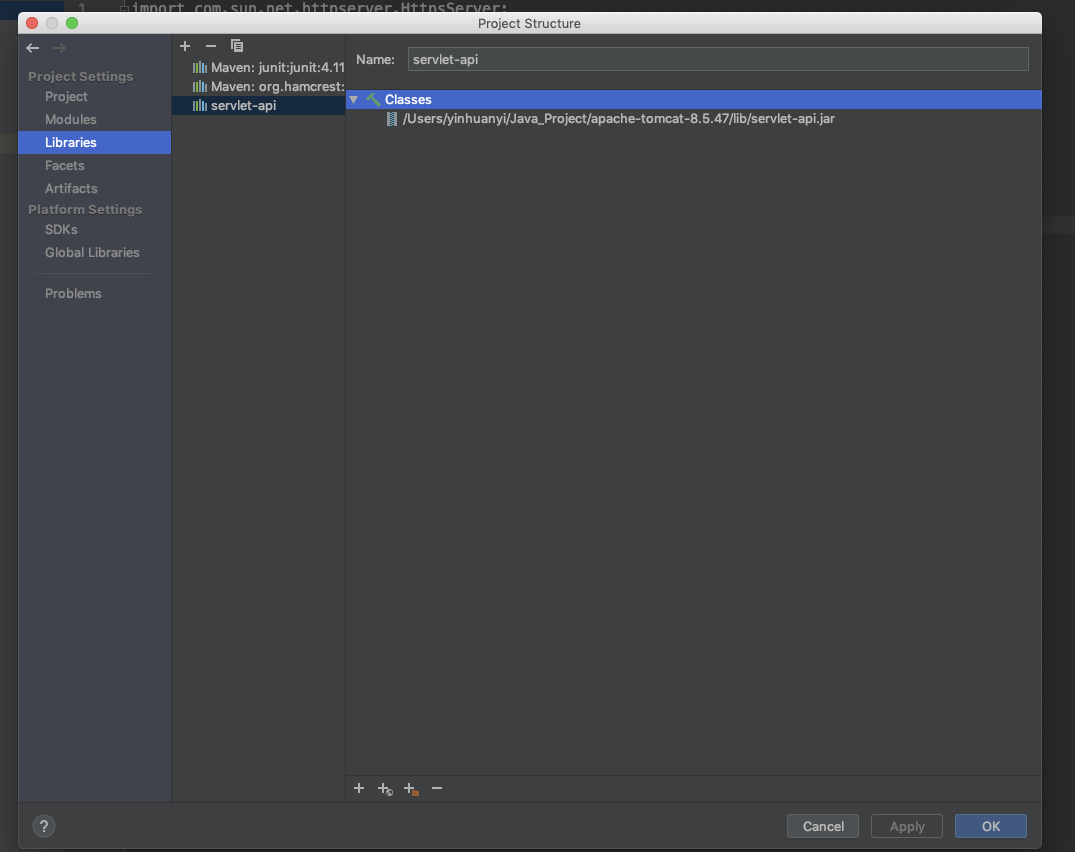 1 import com.sun.net.httpserver.HttpsServer;
Project Structure
Project Settings
Project
Modules
Libraries
Facets
Artifacts
Platform Settings
SDKs
Global Libraries
Problems
Maven: junit:junit:4.11
Maven: org.hamcrest:
servlet-api
Name: servlet-api
Classes
/Users/yinhuanyi/Java_Project/apache-tomcat-8.5.47/lib/servlet-api.jar
?
Cancel
Apply
OK